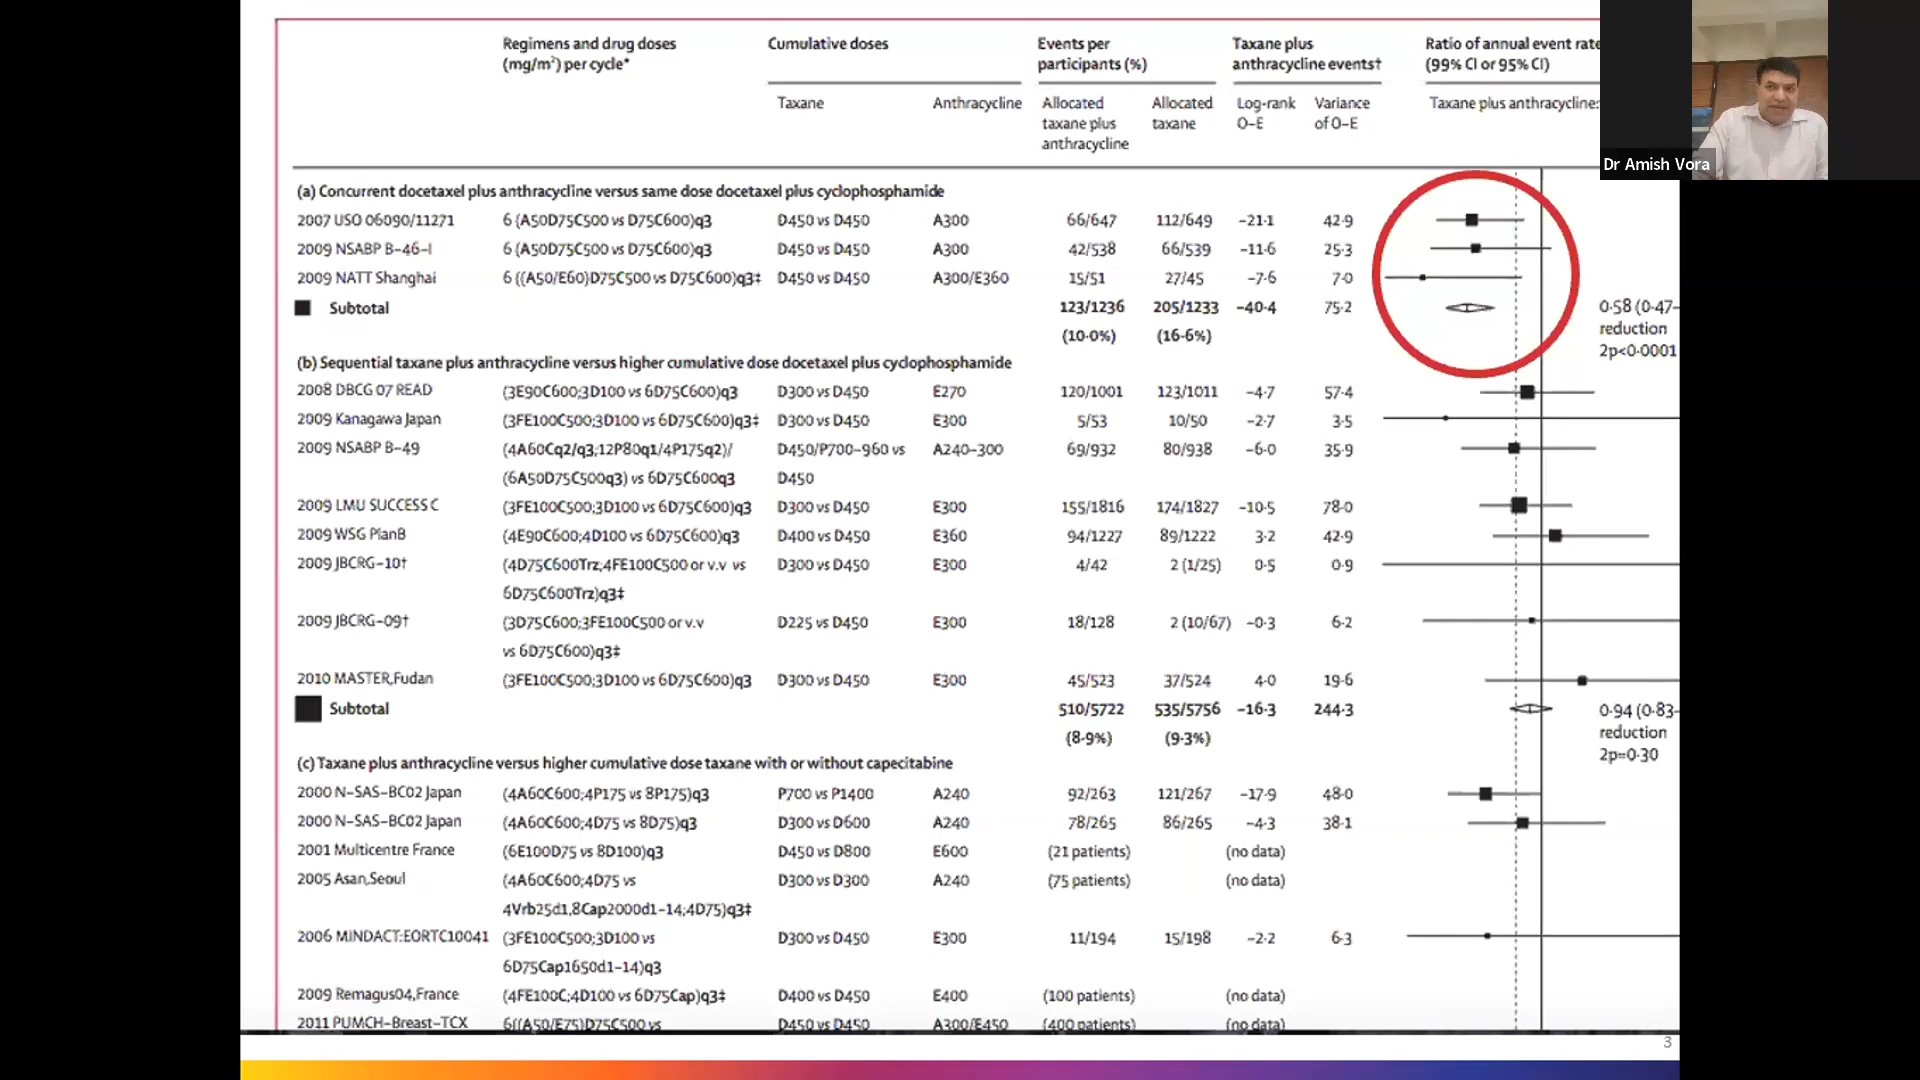 Regimens and drug doses (mg/m²) per cycle*
Cumulative doses
Events per participants (%)
Taxane plus anthracycline events†
Ratio of annual event rate
(99% CI or 95% CI)
Taxane
Anthracycline
Allocated taxane plus anthracycline
Allocated taxane
Log-rank O–E
Variance of O–E
Taxane plus anthracycline:
Dr Amish Vora
(a) Concurrent docetaxel plus anthracycline versus same dose docetaxel plus cyclophosphamide
2007 USO 06090/11271 6 (A50D75C500 vs D75C600)q3 D450 vs D450 A300 66/647 112/649 –21·1 42·9
2009 NSABP B-46-I 6 (A50D75C500 vs D75C600)q3 D450 vs D450 A300 42/538 66/539 –11·6 25·3
2009 NATT Shanghai 6 ((A50/E60)D75C500 vs D75C600)q3‡ D450 vs D450 A300/E360 15/51 27/45 –7·6 7·0
Subtotal 123/1236 205/1233 –40·4 75·2 0·58 (0·47–
(10·0%) (16·6%) reduction
2p<0·0001
(b) Sequential taxane plus anthracycline versus higher cumulative dose docetaxel plus cyclophosphamide
2008 DBCG 07 READ (3E90C600;3D100 vs 6D75C600)q3 D300 vs D450 E270 120/1001 123/1011 –4·7 57·4
2009 Kanagawa Japan (3FE100C500;3D100 vs 6D75C600)q3‡ D300 vs D450 E300 5/53 10/50 –2·7 3·5
2009 NSABP B-49 (4A60Cq2/q3;12P80q1/4P175q2)/ D450/P700–960 vs A240–300 69/932 80/938 –6·0 35·9
(6A50D75C500q3) vs 6D75C600q3 D450
2009 LMU SUCCESS C (3FE100C500;3D100 vs 6D75C600)q3 D300 vs D450 E300 155/1816 174/1827 –10·5 78·0
2009 WSG PlanB (4E90C600;4D100 vs 6D75C600)q3 D400 vs D450 E360 94/1227 89/1222 3·2 42·9
2009 JBCRG-10† (4D75C600Trz;4FE100C500 or v.v vs D300 vs D450 E300 4/42 2 (1/25) 0·5 0·9
6D75C600Trz)q3‡
2009 JBCRG-09† (3D75C600;3FE100C500 or v.v D225 vs D450 E300 18/128 2 (10/67) –0·3 6·2
vs 6D75C600)q3‡
2010 MASTER,Fudan (3FE100C500;3D100 vs 6D75C600)q3 D300 vs D450 E300 45/523 37/524 4·0 19·6
Subtotal 510/5722 535/5756 –16·3 244·3 0·94 (0·83–
(8·9%) (9·3%) reduction
2p=0·30
(c) Taxane plus anthracycline versus higher cumulative dose taxane with or without capecitabine
2000 N-SAS-BC02 Japan (4A60C600;4P175 vs 8P175)q3 P700 vs P1400 A240 92/263 121/267 –17·9 48·0
2000 N-SAS-BC02 Japan (4A60C600;4D75 vs 8D75)q3 D300 vs D600 A240 78/265 86/265 –4·3 38·1
2001 Multicentre France (6E100D75 vs 8D100)q3 D450 vs D800 E600 (21 patients) (no data)
2005 Asan,Seoul (4A60C600;4D75 vs D300 vs D300 A240 (75 patients) (no data)
4Vrb25d1,8Cap2000d1–14;4D75)q3‡
2006 MINDACT:EORTC10041 (3FE100C500;3D100 vs D300 vs D450 E300 11/194 15/198 –2·2 6·3
6D75Cap1650d1–14)q3
2009 Remagus04,France (4FE100C;4D100 vs 6D75Cap)q3‡ D400 vs D450 E400 (100 patients) (no data)
2011 PUMCH-Breast-TCX 6((A50/E75)D75C500 vs D450 vs D450 A300/E450 (400 patients) (no data)
3